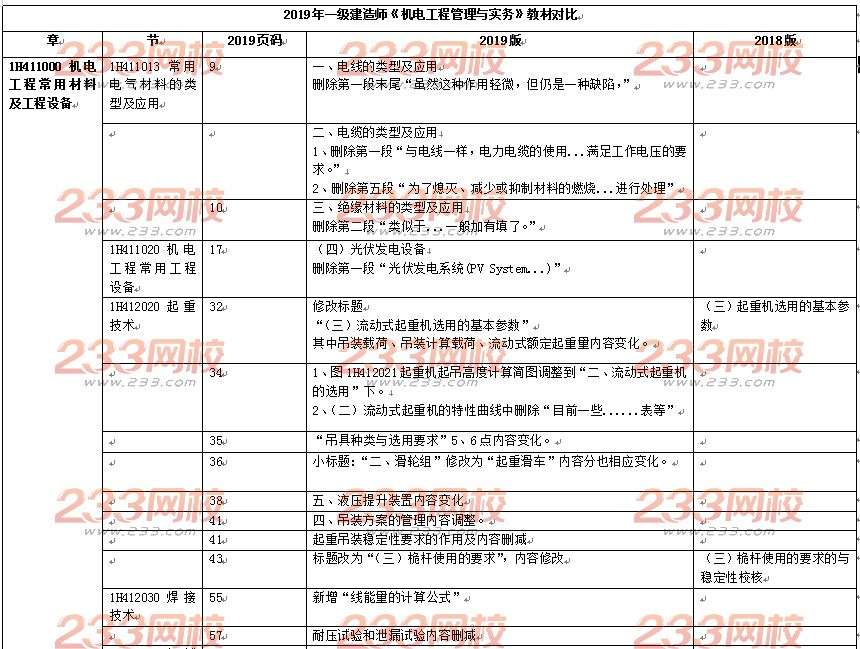 2019年一级建造师《机电工程管理与实务》教材对比
章 节 2019页码 2019版 2018版
1H411000 机电工程常用材料及工程设备
1H411013 常用电气材料的类型及应用
9
一、电线的类型及应用
删除第一段末尾“虽然这种作用轻微，但仍是一种缺陷，”
二、电缆的类型及应用
1、删除第一段“与电线一样，电力电缆的使用...满足工作电压的要
求。”
2、删除第五段“为了熄灭、减少或抑制材料的燃烧...进行处理”
10
三、绝缘材料的类型及应用
删除第二段“类似于...一般加有填了。”
1H411020 机电工程常用工程设备
17
（四）光伏发电设备
删除第一段“光伏发电系统(PV System...)”
1H412020 起重技术
32
修改标题
“（三）流动式起重机选用的基本参数”
其中吊装载荷、吊装计算载荷、流动式额定起重量内容变化。
（三）起重机选用的基本参
数
34
1、图1H412021起重机起吊高度计算简图调整到“二、流动式起重机
的选用”下。
2、（二）流动式起重机的特性曲线中删除“目前一些......表等”
35
“吊具种类与选用要求”5、6点内容变化。
36
小标题：“二、滑轮组”修改为“起重滑车”内容分也相应变化。
38
五、液压提升装置内容变化
41
四、吊装方案的管理内容调整。
41
起重吊装稳定性要求的作用及内容删减
43
标题改为“（三）桅杆使用的要求”，内容修改
（三）桅杆使用的要求的与
稳定性校核
1H412030 焊接技术
55
新增“线能量的计算公式”
57
耐压试验和泄漏试验内容删减
233网校
www.233.com